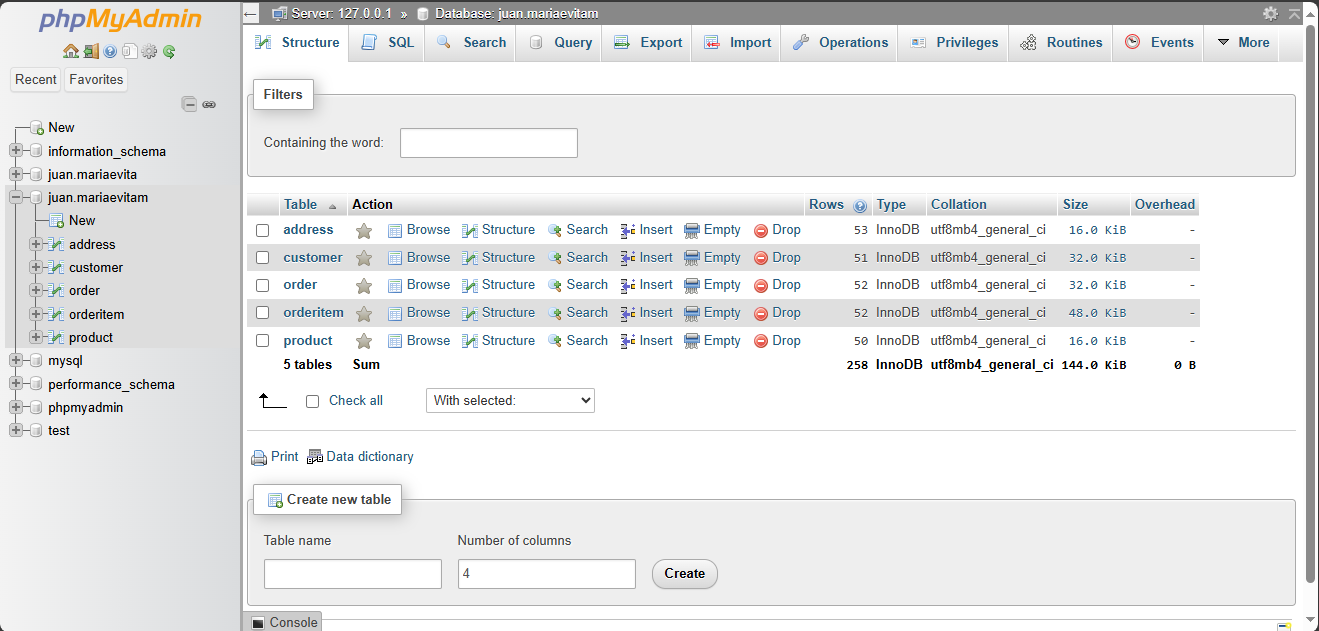 phpMyAdmin
Recent Favorites
New
information_schema
juan.mariaevita
juan.mariaevitam
New
address
customer
order
orderitem
product
mysql
performance_schema
phpmyadmin
test
Server: 127.0.0.1 » Database: juan.mariaevitam
Structure SQL Search Query Export Import Operations Privileges Routines Events More
Filters
Containing the word:
Table Action Rows Type Collation Size Overhead
address Browse Structure Search Insert Empty Drop 53 InnoDB utf8mb4_general_ci 16.0 KiB -
customer Browse Structure Search Insert Empty Drop 51 InnoDB utf8mb4_general_ci 32.0 KiB -
order Browse Structure Search Insert Empty Drop 52 InnoDB utf8mb4_general_ci 32.0 KiB -
orderitem Browse Structure Search Insert Empty Drop 52 InnoDB utf8mb4_general_ci 48.0 KiB -
product Browse Structure Search Insert Empty Drop 50 InnoDB utf8mb4_general_ci 16.0 KiB -
5 tables Sum 258 InnoDB utf8mb4_general_ci 144.0 KiB 0 B
Check all With selected:
Print Data dictionary
Create new table
Table name Number of columns
4 Create
Console